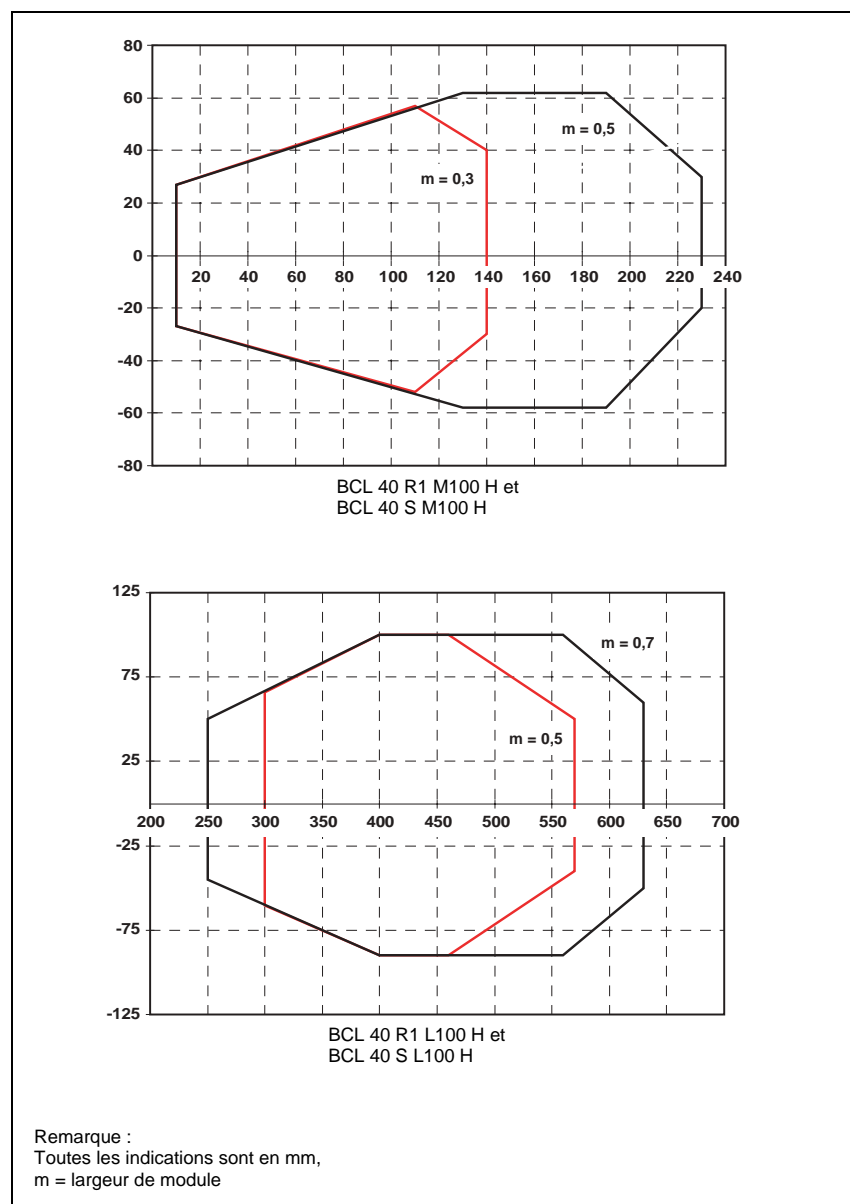 80
60
m = 0,5
40
m = 0,3
20
0
20 40 60 80 100 120 140 160 180 200 220 240
-20
-40
-60
-80
BCL 40 R1 M100 H et
BCL 40 S M100 H
125
m = 0,7
75
m = 0,5
25
200 250 300 350 400 450 500 550 600 650 700
-25
-75
-125
BCL 40 R1 L100 H et
BCL 40 S L100 H
Remarque :
Toutes les indications sont en mm,
m = largeur de module